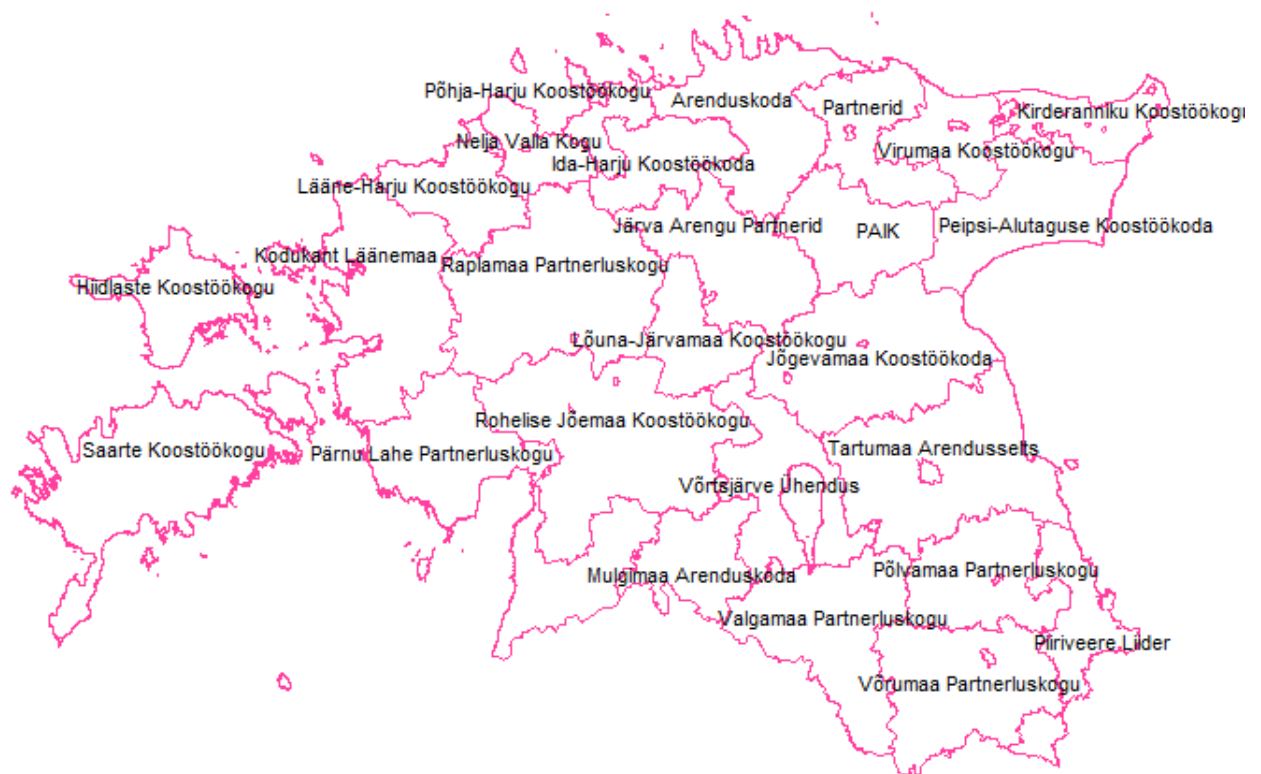 Põhja-Harju Koostöökogu
Arenduskoda
Partnerid
Kirderanniku Koostöökogu
Nelja Valla Kogu
Virumaa Koostöökogu
Ida-Harju Koostöökoda
Lääne-Harju Koostöökogu
Järva Arengu Partnerid
PAIK
Peipsi-Alutaguse Koostöökoda
Kodukant Läänemaa
Raplamaa Partnerluskogu
Hiidlaste Koostöökogu
Lõuna-Järvamaa Koostöökogu
Jõgevamaa Koostöökoda
Rohelise Jõemaa Koostöökogu
Saarte Koostöökogu
Pärnu Lahe Partnerluskogu
Tartumaa Arendusselts
Võrtsjärve Ühendus
Mulgimaa Arenduskoda
Põlvamaa Partnerluskogu
Valgamaa Partnerluskogu
Piiriveere Liider
Võrumaa Partnerluskogu